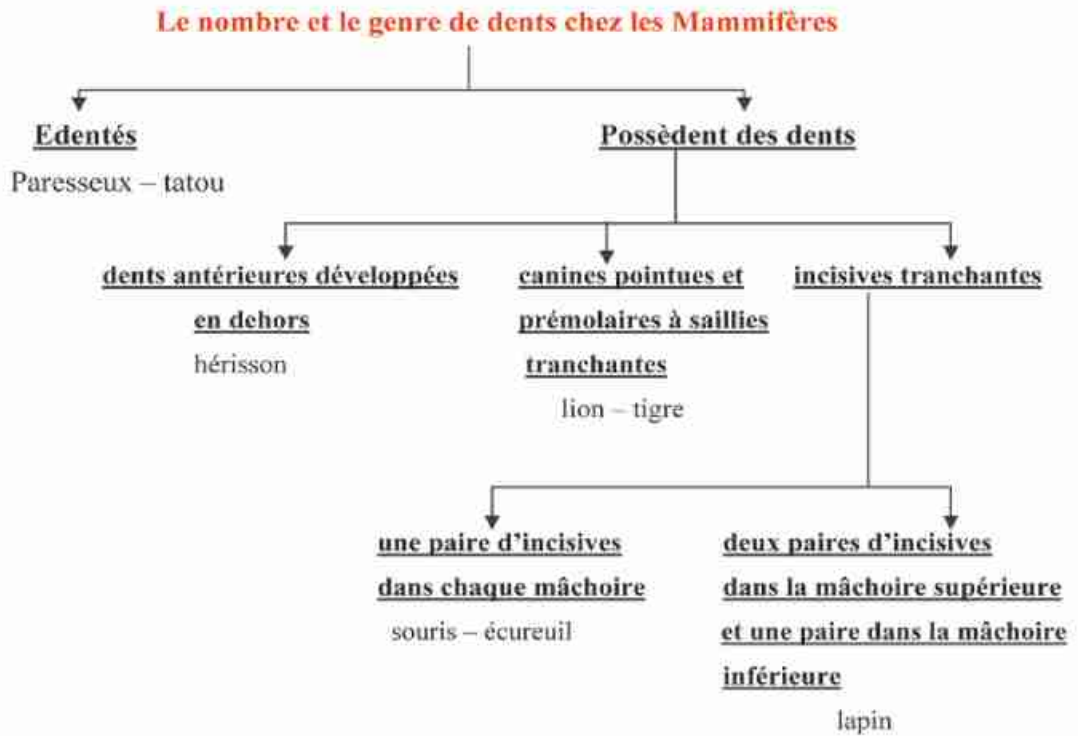 Le nombre et le genre de dents chez les Mammifères
Edentés
Paresseux – tatou
Possèdent des dents
dents antérieures développées
en dehors
hérisson
canines pointues et
prémolaires à saillies
tranchantes
lion – tigre
incisives tranchantes
une paire d'incisives
dans chaque mâchoire
souris – écureuil
deux paires d'incisives
dans la mâchoire supérieure
et une paire dans la mâchoire
inférieure
lapin